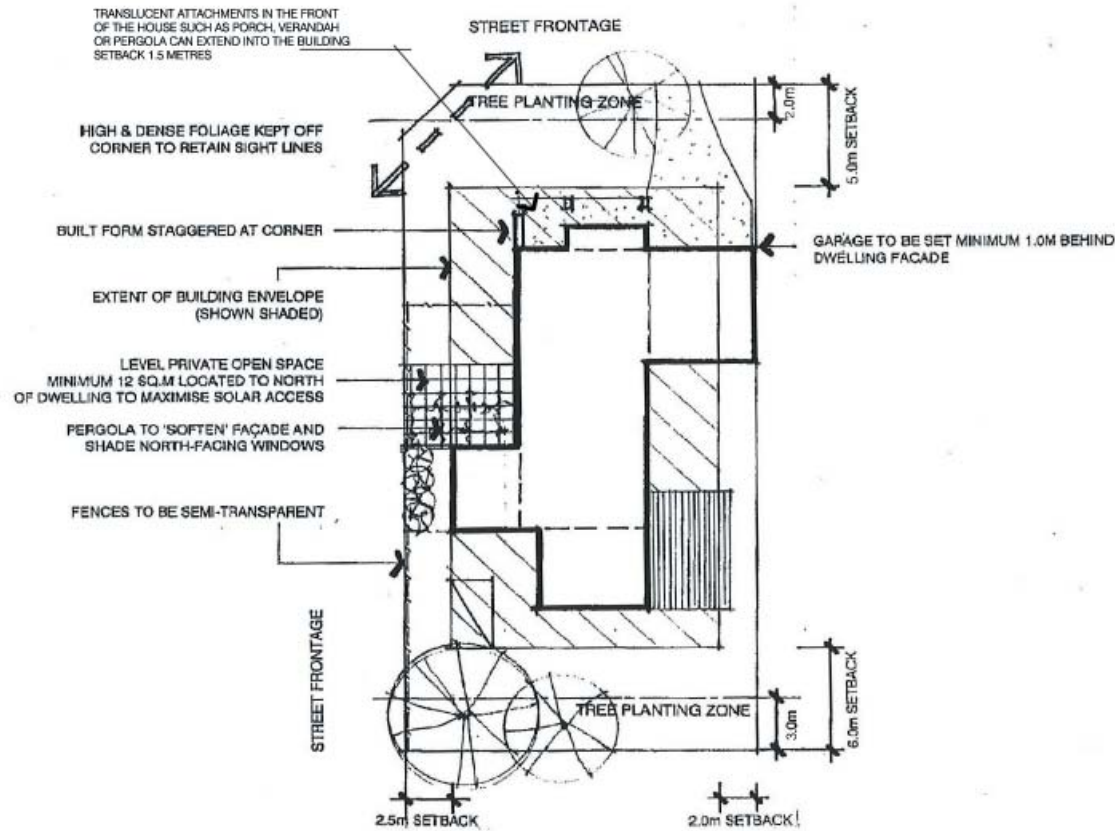 TRANSLUCENT ATTACHMENTS IN THE FRONT
OF THE HOUSE SUCH AS PORCH, VERANDAH
OR PERGOLA CAN EXTEND INTO THE BUILDING
SETBACK 1.5 METRES
STREET FRONTAGE
TREE PLANTING ZONE
2.0m
5.0m SETBACK
HIGH & DENSE FOLIAGE KEPT OFF
CORNER TO RETAIN SIGHT LINES
BUILT FORM STAGGERED AT CORNER
GARAGE TO BE SET MINIMUM 1.0M BEHIND
DWELLING FACADE
EXTENT OF BUILDING ENVELOPE
(SHOWN SHADED)
LEVEL PRIVATE OPEN SPACE
MINIMUM 12 SQ.M LOCATED TO NORTH
OF DWELLING TO MAXIMISE SOLAR ACCESS
PERGOLA TO 'SOFTEN' FAÇADE AND
SHADE NORTH-FACING WINDOWS
FENCES TO BE SEMI-TRANSPARENT
STREET FRONTAGE
TREE PLANTING ZONE
3.0m
6.0m SETBACK
2.5m SETBACK
2.0m SETBACK